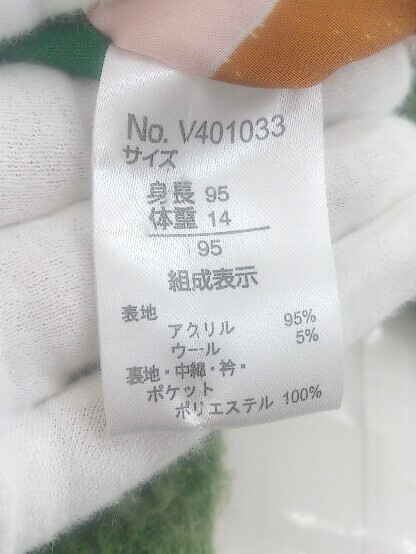 No. V401033
サイズ
身長 95
体重 14
95
組成表示
表地
アクリル 95%
ウール 5%
裏地・中綿・衿・
ポケット
ポリエステル 100%